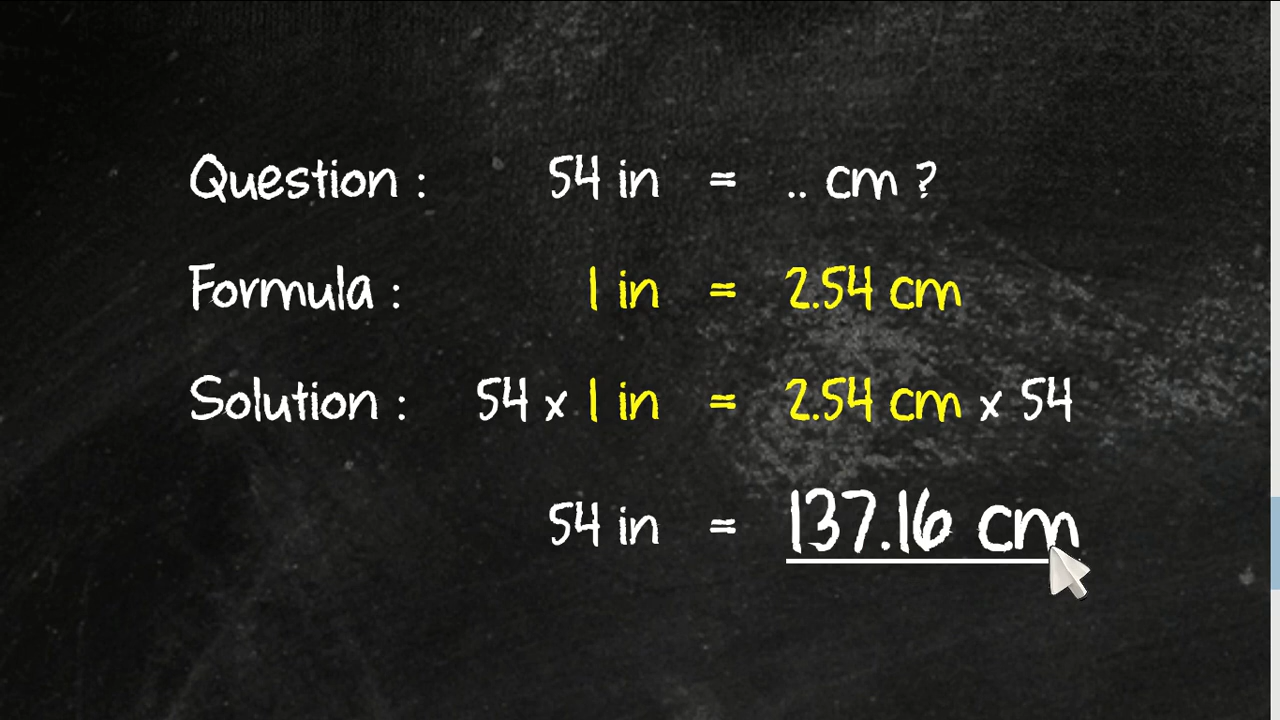 Question : 54 in = .. cm ?
Formula : 1 in = 2.54 cm
Solution : 54 x 1 in = 2.54 cm x 54
54 in = 137.16 cm